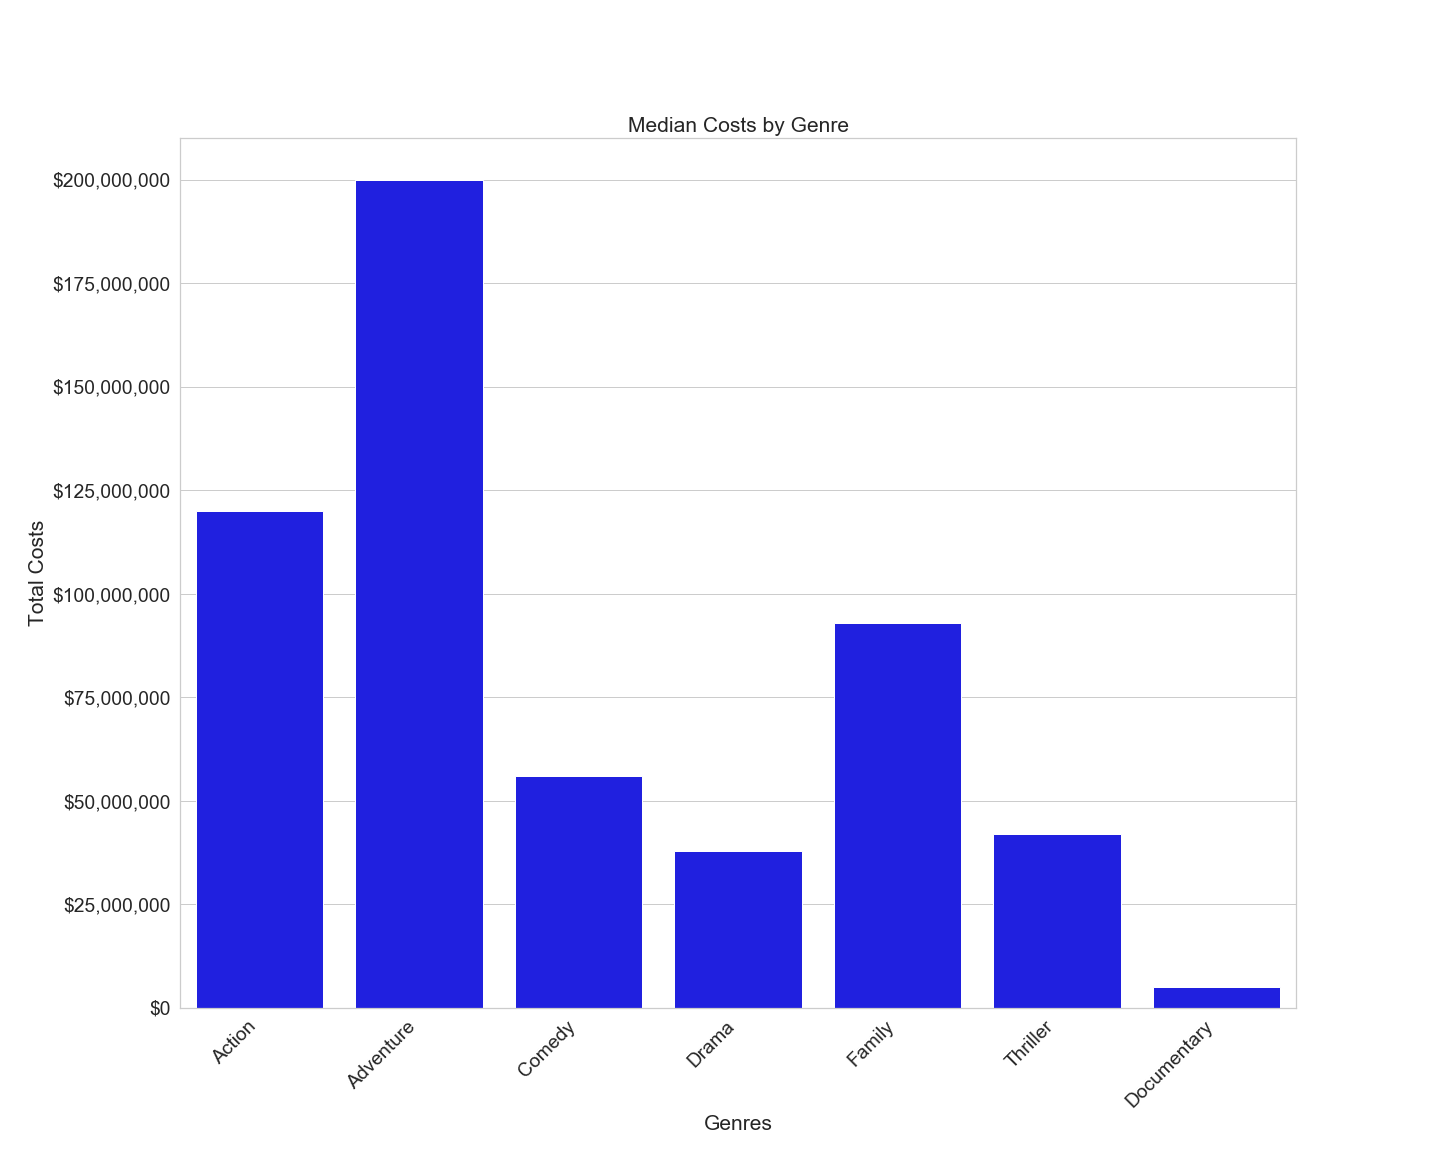 Median Costs by Genre
$200,000,000
$175,000,000
$150,000,000
$125,000,000
$100,000,000
$75,000,000
$50,000,000
$25,000,000
$0
Total Costs
Action
Adventure
Comedy
Drama
Family
Thriller
Documentary
Genres